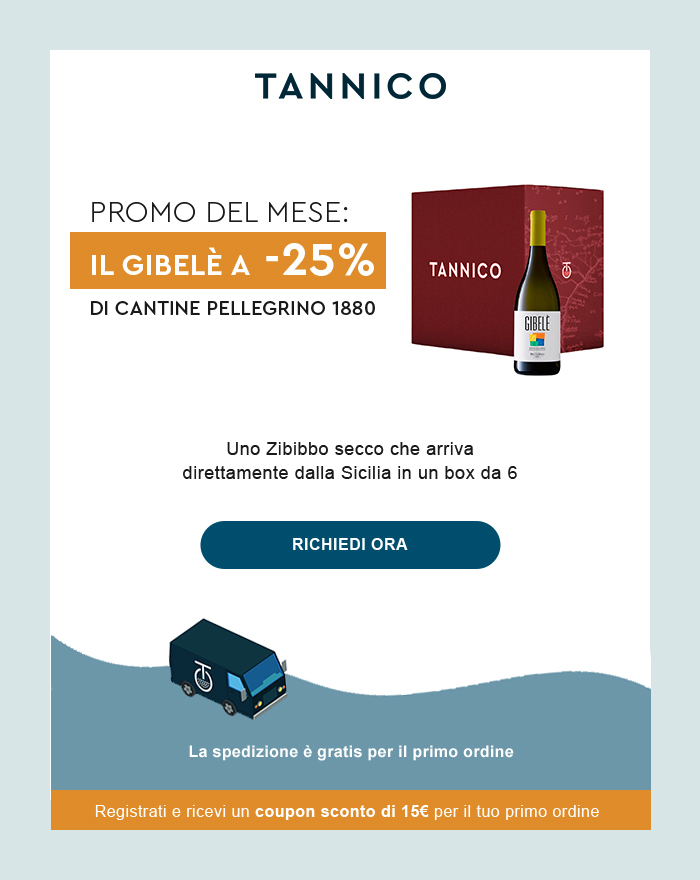 TANNICO
PROMO DEL MESE:
IL GIBELÈ A -25%
DI CANTINE PELLEGRINO 1880
TANNICO
GIBELÈ
Uno Zibibbo secco che arriva
direttamente dalla Sicilia in un box da 6
RICHIEDI ORA
La spedizione è gratis per il primo ordine
Registrati e ricevi un coupon sconto di 15€ per il tuo primo ordine